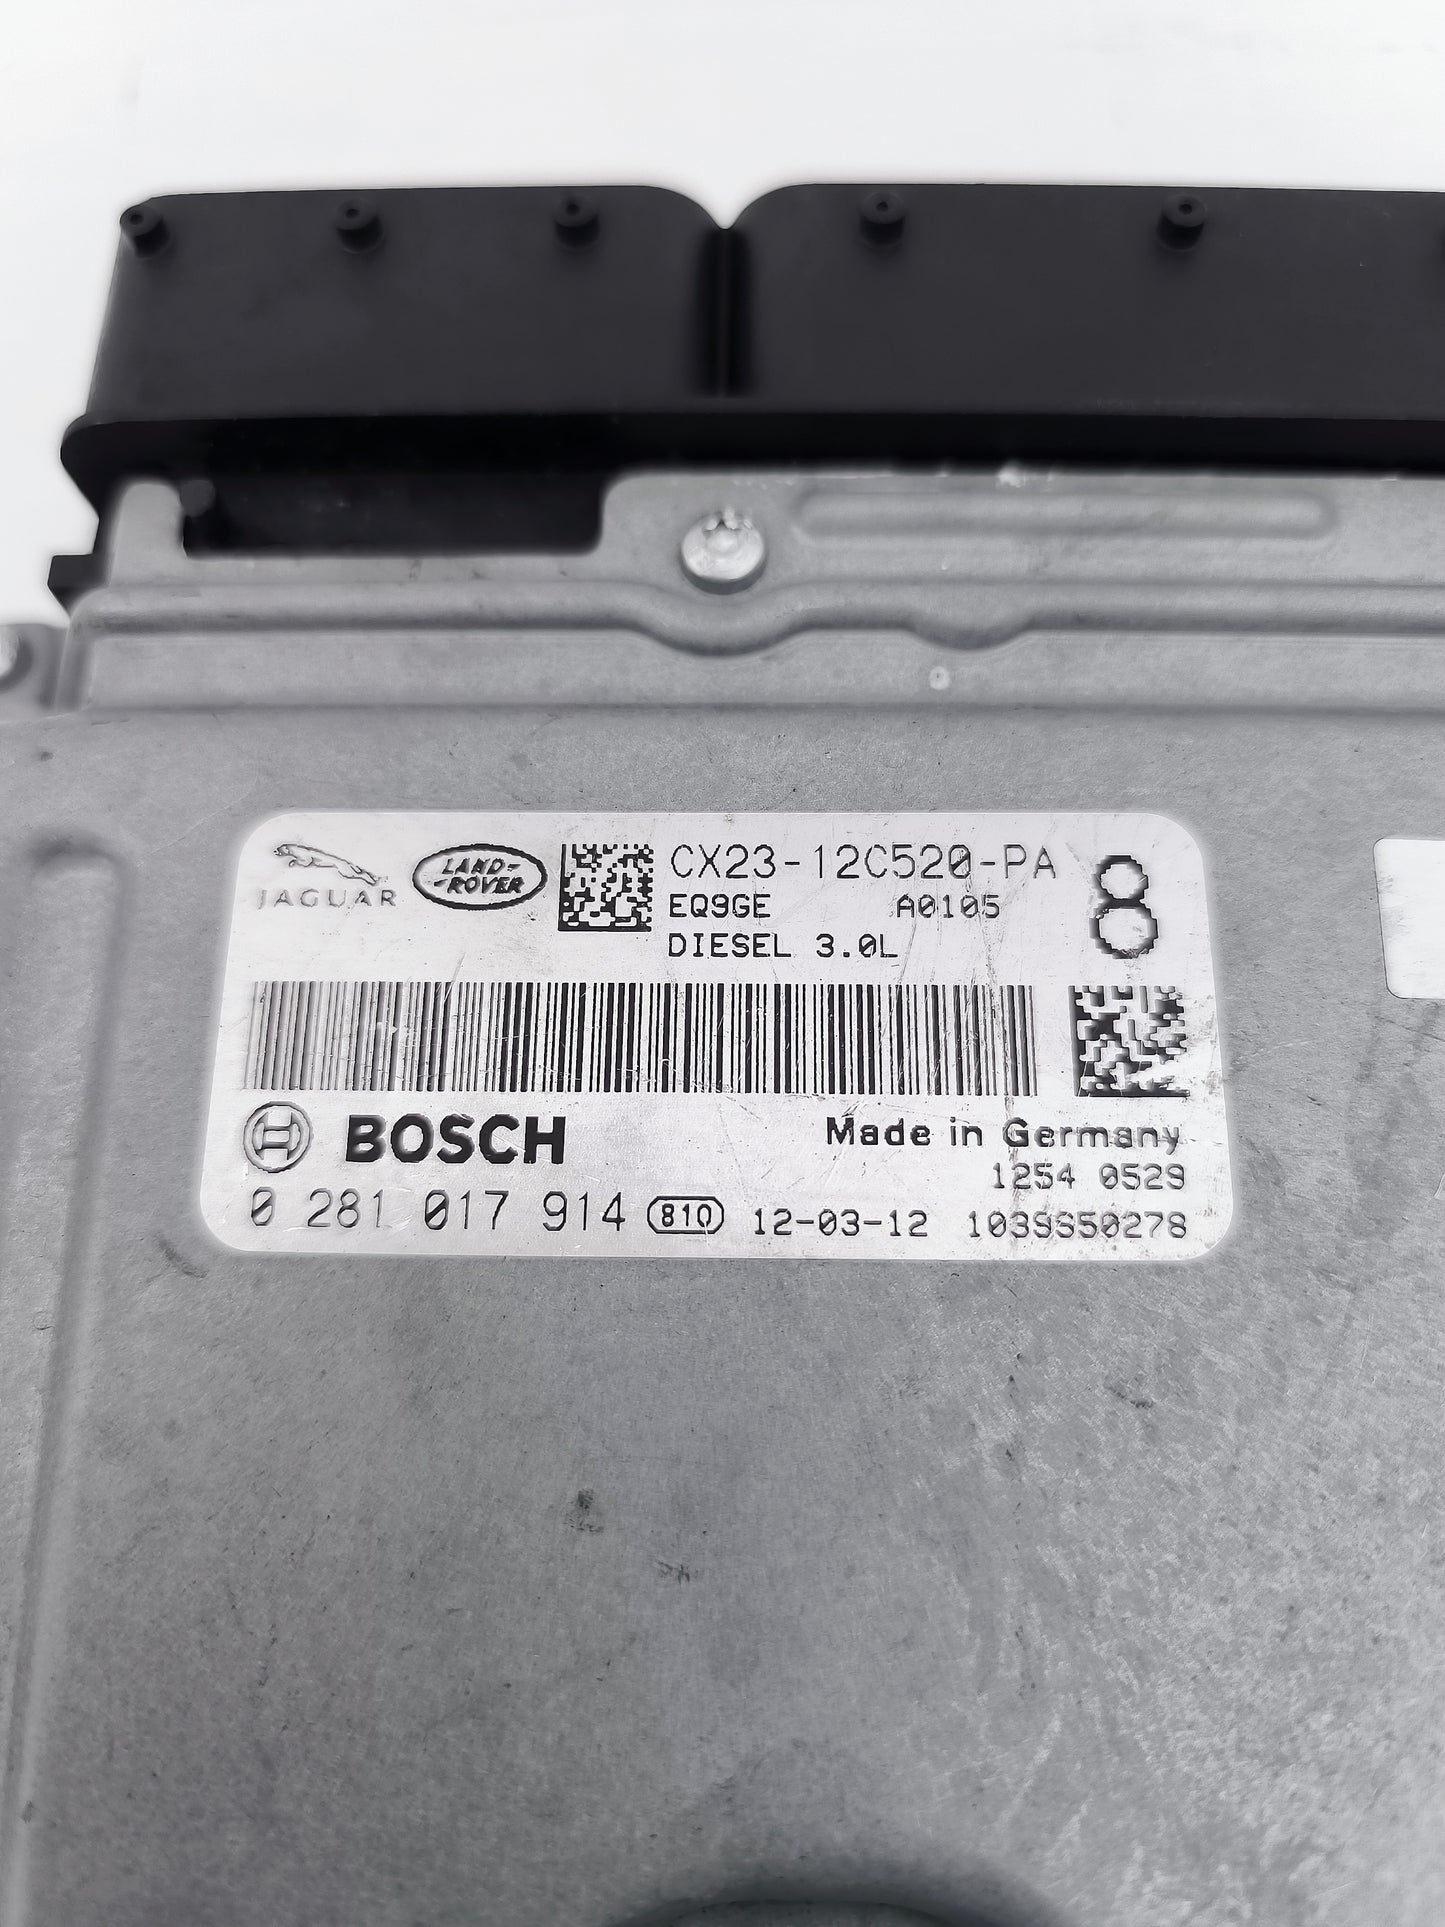 JAGUAR LAND-ROVER CX23-12C520-PA 8
EQ9GE A0105
DIESEL 3.0L
BOSCH Made in Germany
1254 0529
0 281 017 914 810 12-03-12 1039S50278